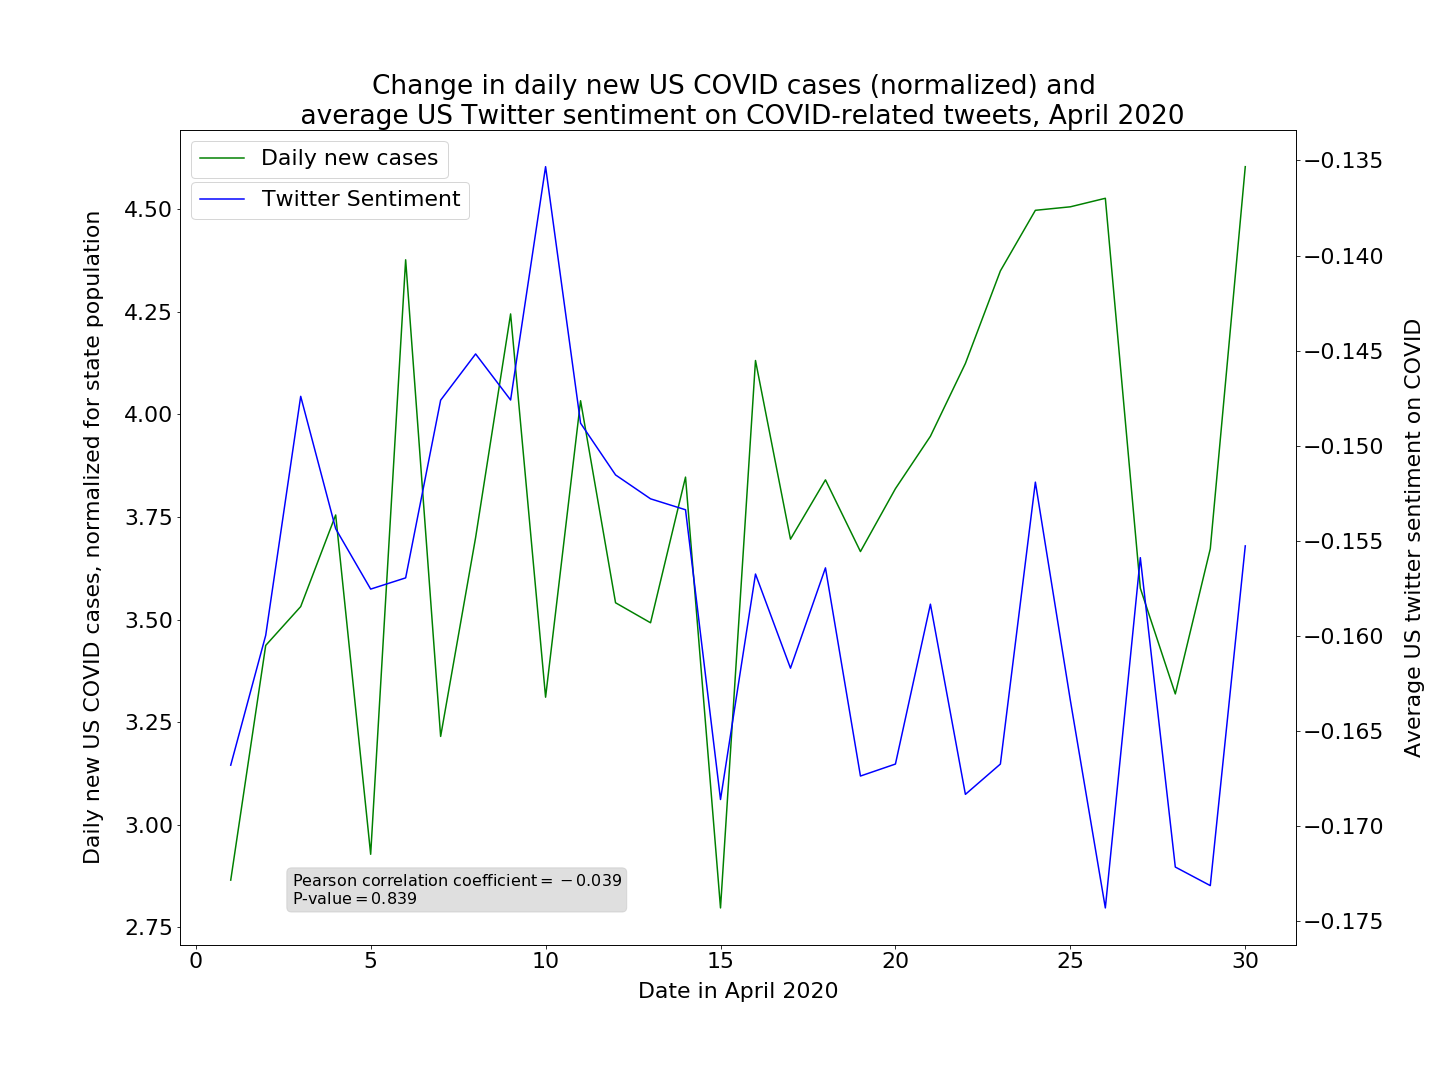 Change in daily new US COVID cases (normalized) and
average US Twitter sentiment on COVID-related tweets, April 2020
Daily new cases
Twitter Sentiment
Daily new US COVID cases, normalized for state population
4.50
4.25
4.00
3.75
3.50
3.25
3.00
2.75
−0.135
−0.140
−0.145
−0.150
−0.155
−0.160
−0.165
−0.170
−0.175
Average US twitter sentiment on COVID
Pearson correlation coefficient = −0.039
P-value = 0.839
0 5 10 15 20 25 30
Date in April 2020